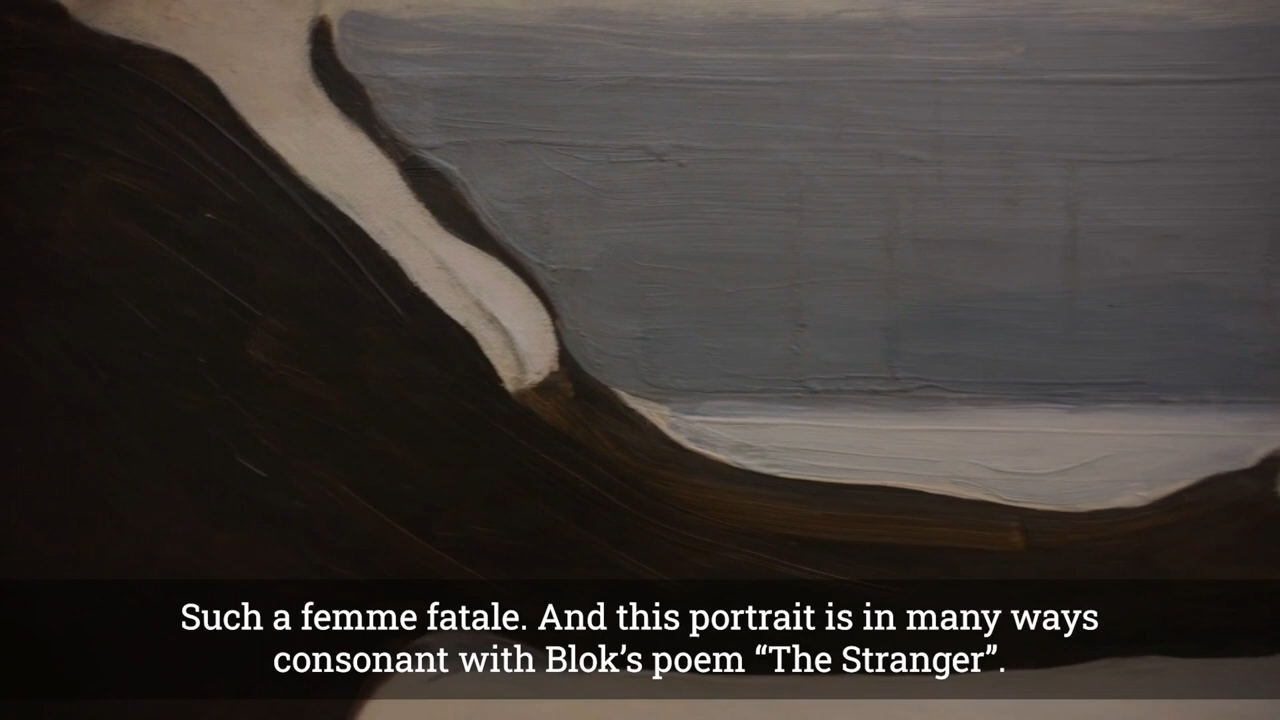 Such a femme fatale. And this portrait is in many ways
consonant with Blok’s poem “The Stranger”.